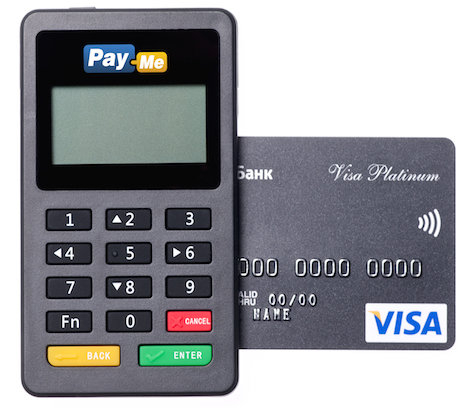 Pay-Me
1 2 3
4 5 6
7 8 9
Fn 0 CANCEL
BACK ENTER
Банк Visa Platinum
000 0000 0000
00/00
NAME
VISA